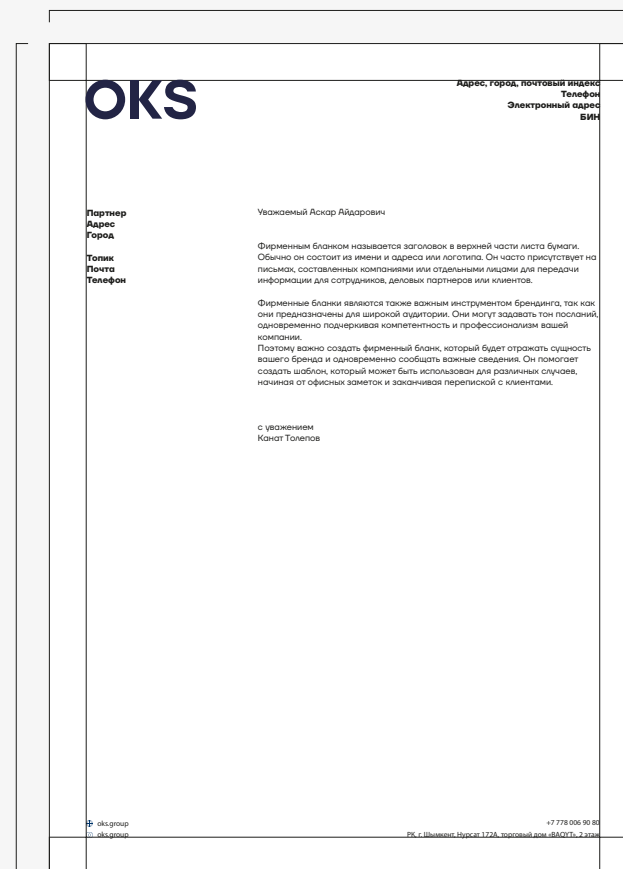 OKS
Адрес, город, почтовый индекс
Телефон
Электронный адрес
БИН
Партнер
Адрес
Город
Топик
Почта
Телефон
Уважаемый Аскар Айдарович
Фирменным бланком называется заголовок в верхней части листа бумаги.
Обычно он состоит из имени и адреса или логотипа. Он часто присутствует на
письмах, составленных компаниями или отдельными лицами для передачи
информации для сотрудников, деловых партнеров или клиентов.
Фирменные бланки являются также важным инструментом брендинга, так как
они предназначены для широкой аудитории. Они могут задавать тон посланий,
одновременно подчеркивая компетентность и профессионализм вашей
компании.
Поэтому важно создать фирменный бланк, который будет отражать сущность
вашего бренда и одновременно сообщать важные сведения. Он помогает
создать шаблон, который может быть использован для различных случаев,
начиная от офисных заметок и заканчивая перепиской с клиентами.
с уважением
Канат Толепов
oks.group
oks.group
+7 778 006 90 80
РК, г. Шымкент, Нурсат 172А, торговый дом «BAQYT», 2 этаж